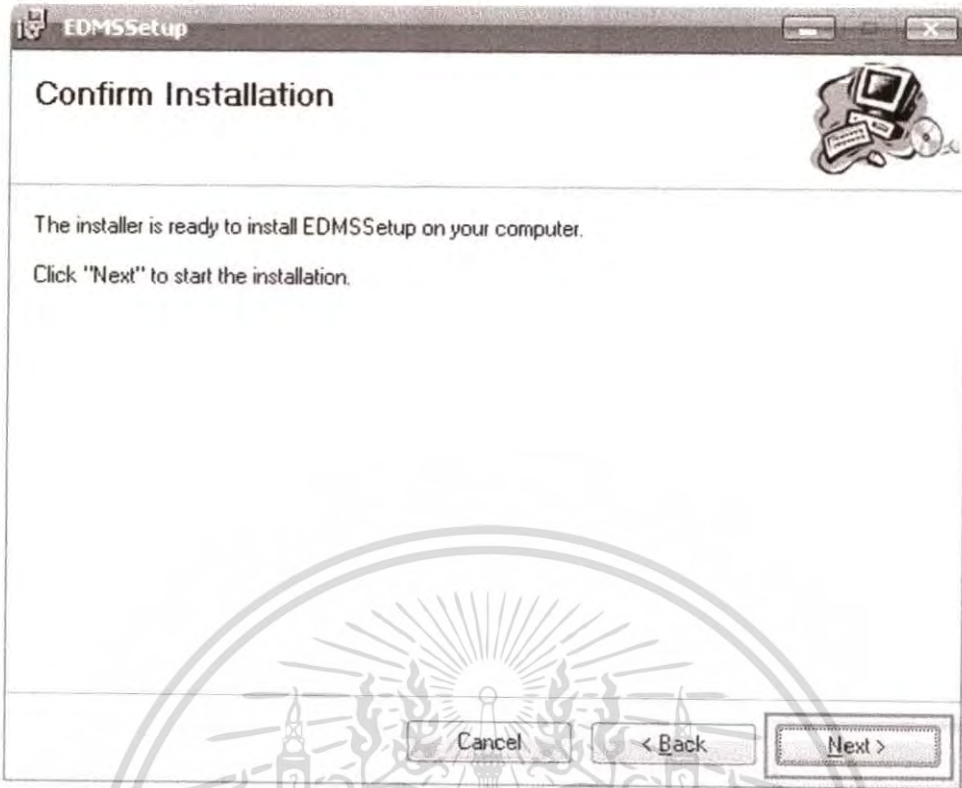 EDMSSetup
Confirm Installation
The installer is ready to install EDMSSetup on your computer.
Click "Next" to start the installation.
Cancel
< Back
Next >